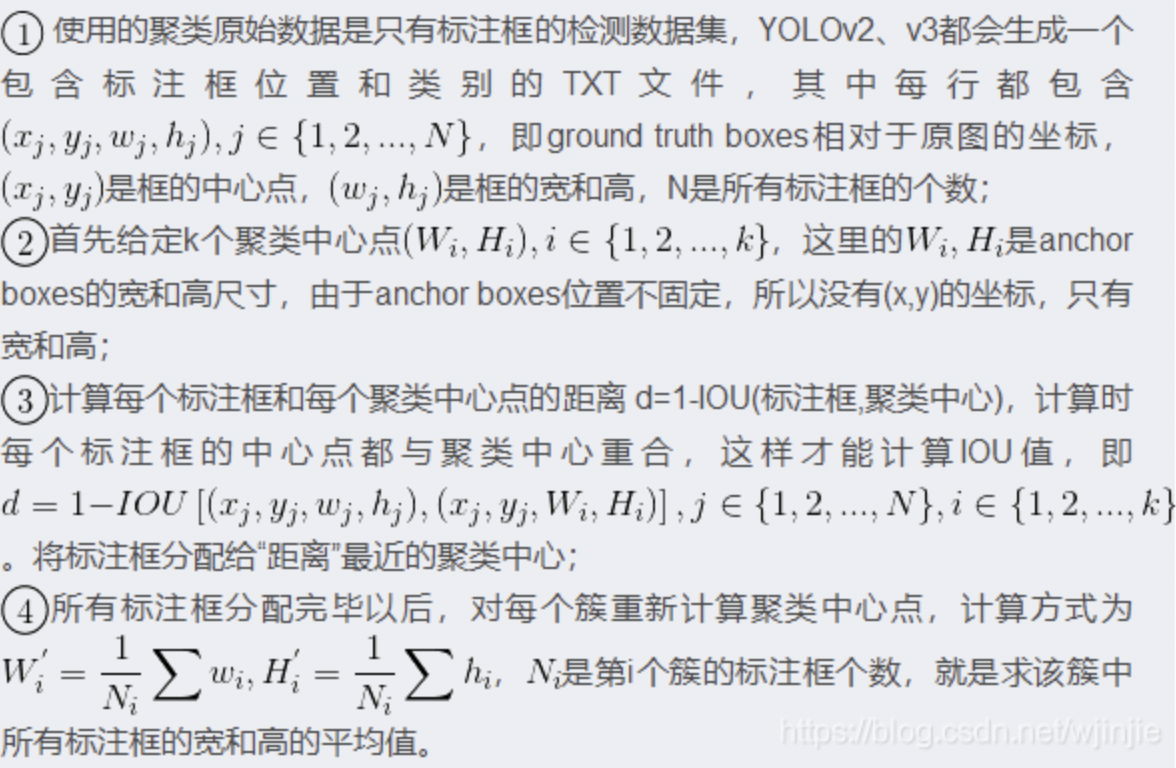 ① 使用的聚类原始数据是只有标注框的检测数据集，YOLOv2、v3都会生成一个
包含标注框位置和类别的TXT文件，其中每行都包含
(x_j, y_j, w_j, h_j), j ∈ {1, 2, ..., N}，即ground truth boxes相对于原图的坐标，
(x_j, y_j)是框的中心点，(w_j, h_j)是框的宽和高，N是所有标注框的个数；
②首先给定k个聚类中心点(W_i, H_i), i ∈ {1, 2, ..., k}，这里的W_i, H_i是anchor
boxes的宽和高尺寸，由于anchor boxes位置不固定，所以没有(x,y)的坐标，只有
宽和高；
③计算每个标注框和每个聚类中心点的距离 d=1-IOU(标注框,聚类中心)，计算时
每个标注框的中心点都与聚类中心重合，这样才能计算IOU值，即
d = 1−IOU [(x_j, y_j, w_j, h_j), (x_j, y_j, W_i, H_i)] , j ∈ {1, 2, ..., N}, i ∈ {1, 2, ..., k}
。将标注框分配给“距离”最近的聚类中心；
④所有标注框分配完毕以后，对每个簇重新计算聚类中心点，计算方式为
W_i' = 1/N_i ∑ w_i, H_i' = 1/N_i ∑ h_i，N_i是第i个簇的标注框个数，就是求该簇中
所有标注框的宽和高的平均值。
https://blog.csdn.net/wjinjie